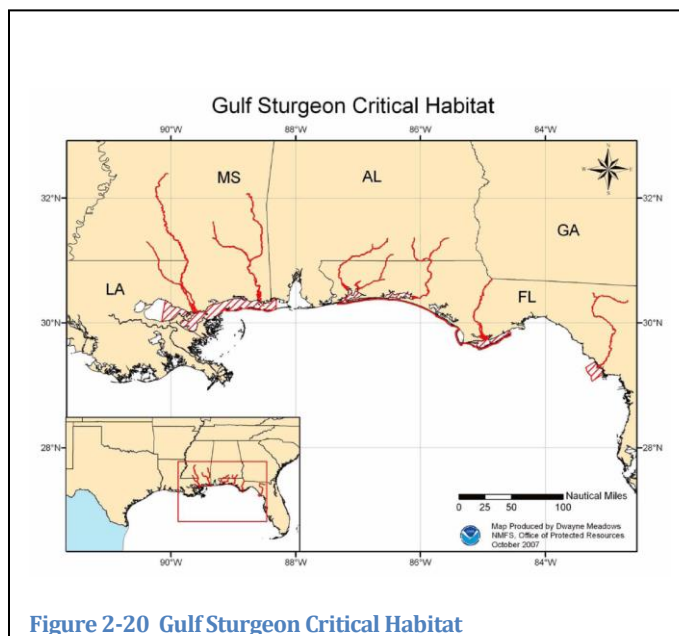 Gulf Sturgeon Critical Habitat
90°W 88°W 86°W 84°W
32°N 32°N
MS AL
GA
LA FL
30°N 30°N
28°N 28°N
Nautical Miles
0 25 50 100
Map Produced by Dwayne Meadows
NMFS, Office of Protected Resources
October 2007
90°W 88°W 86°W 84°W
Figure 2-20 Gulf Sturgeon Critical Habitat